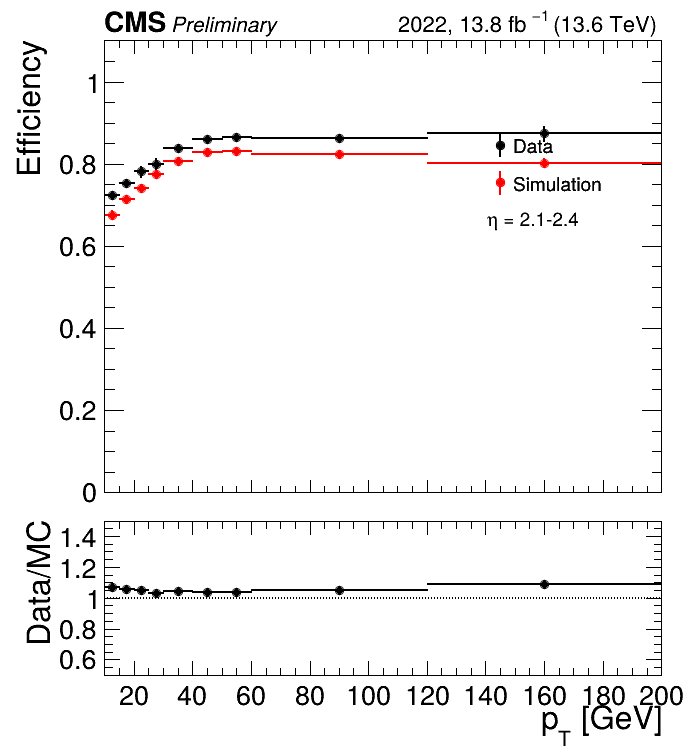 CMS Preliminary 2022, 13.8 fb⁻¹ (13.6 TeV)
Efficiency
1
0.8
0.6
0.4
0.2
0
Data
Simulation
η = 2.1-2.4
Data/MC
1.4
1.2
1
0.8
0.6
20 40 60 80 100 120 140 160 180 200
p_T [GeV]